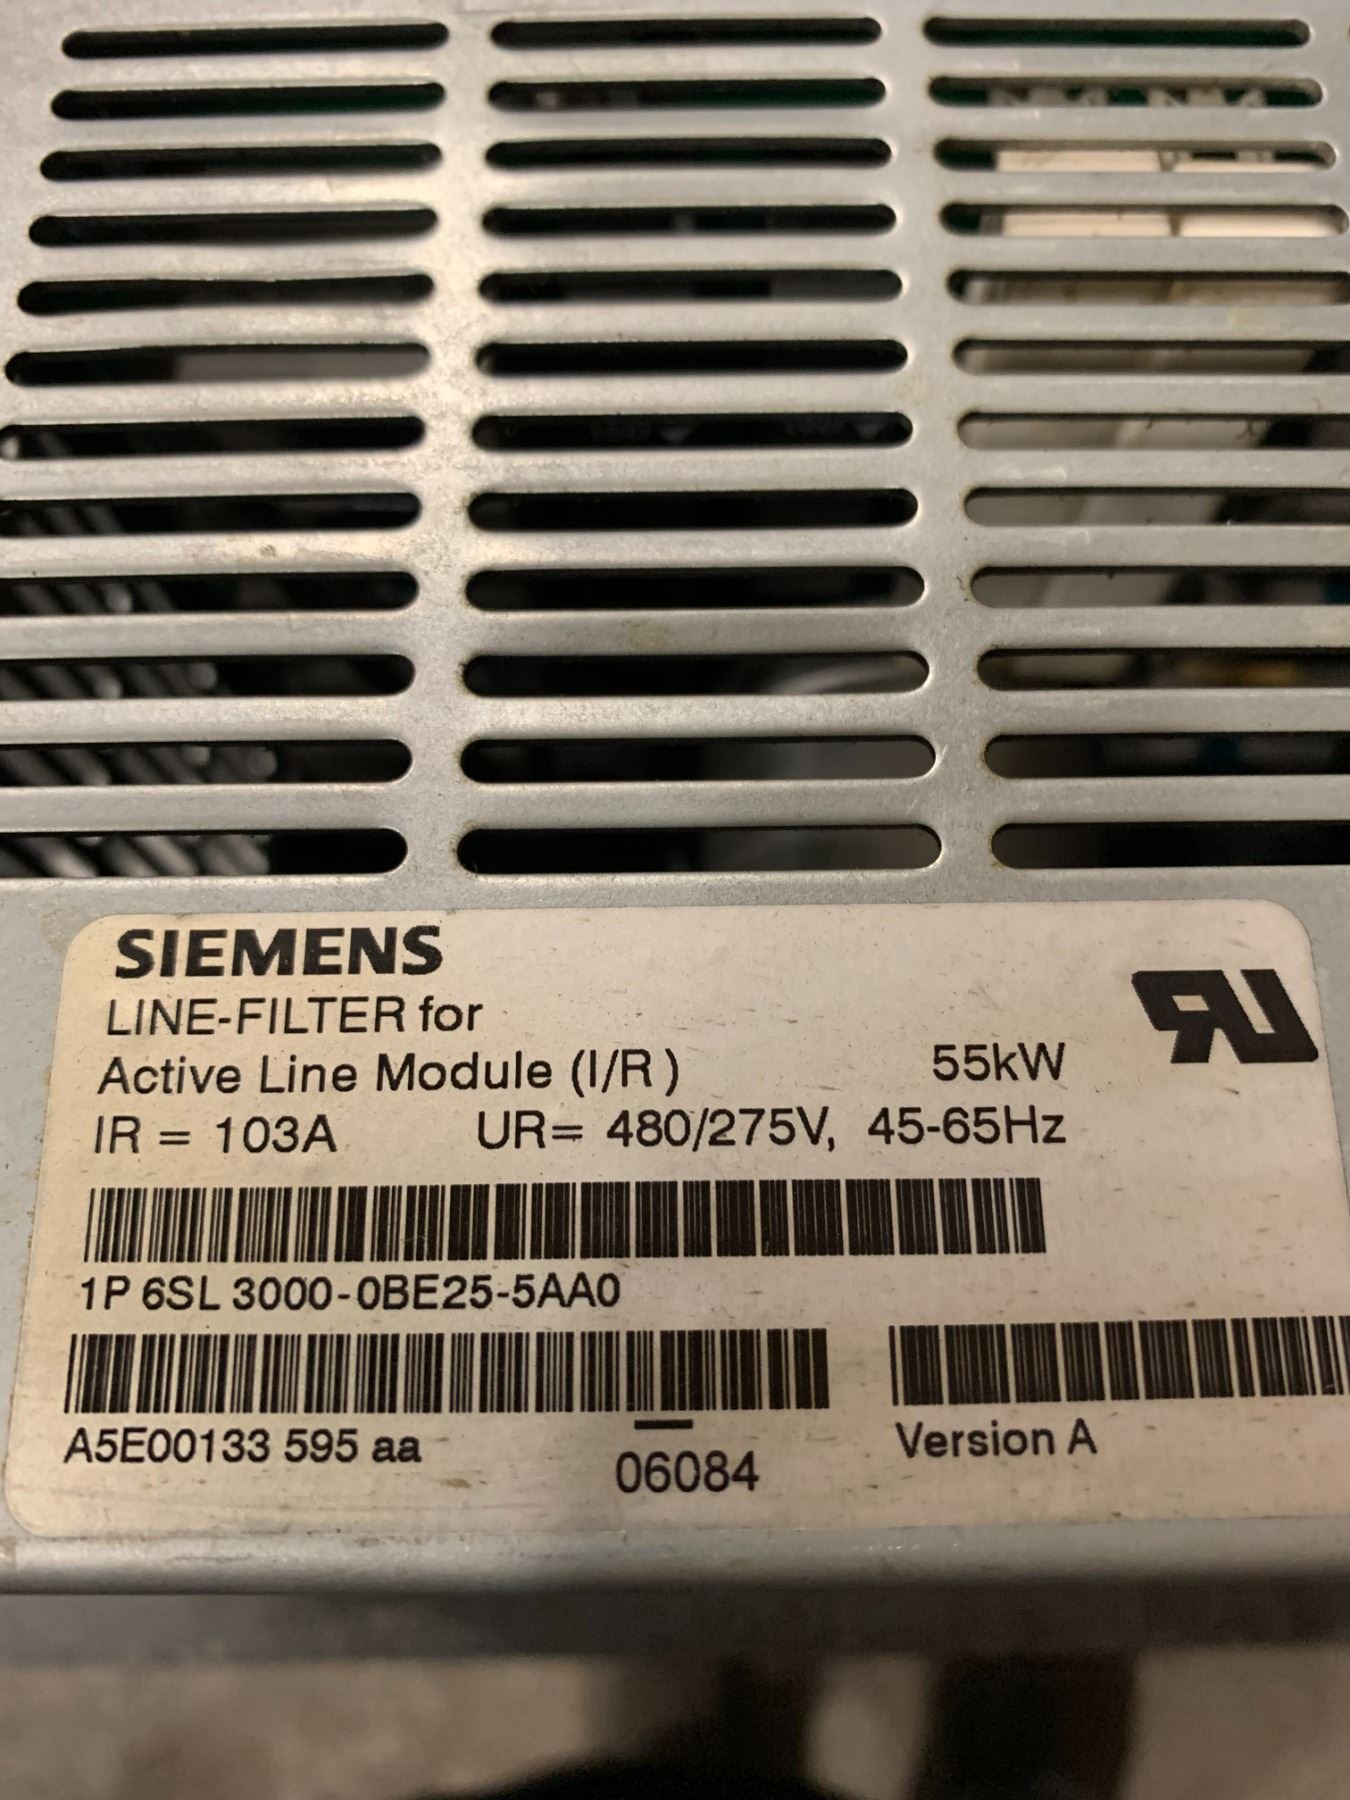 SIEMENS
LINE-FILTER for
Active Line Module (I/R) 55kW
IR = 103A UR= 480/275V, 45-65Hz
1P 6SL 3000-0BE25-5AA0
A5E00133 595 aa 06084 Version A